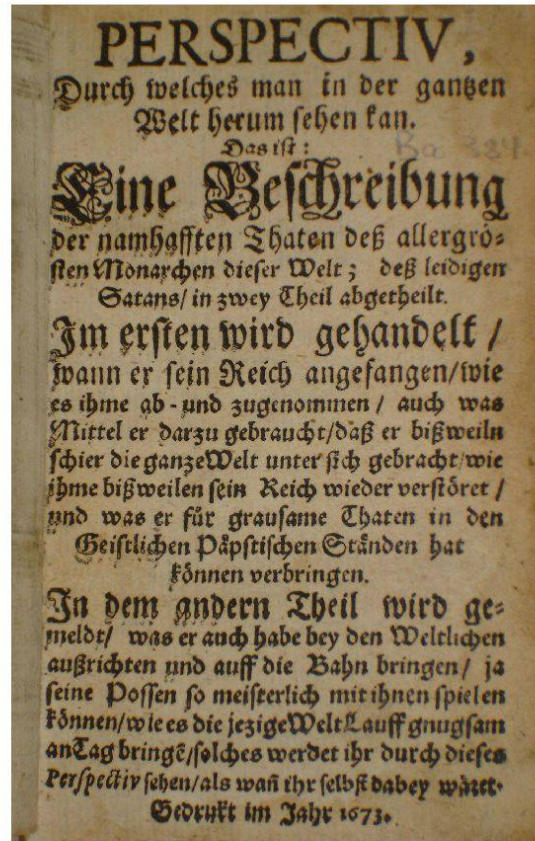 PERSPECTIV,
Durch welches man in der gantzen
Welt herum sehen kan.
Das ist:
Eine Beschreibung
der namhafften Thaten deß allergrö-
sten Monarchen dieser Welt; deß leidigen
Satans/ in zwey Theil abgetheilt.
Im ersten wird gehandelt /
wann er sein Reich angefangen/wie
es ihme ab- und zugenommen / auch was
Mittel er darzu gebraucht/daß er bißweiln
schier die ganze Welt unter sich gebracht/wie
ihme bißweilen sein Reich wieder verstöret /
und was er für grausame Thaten in den
Geistlichen Päpstischen Ständen hat
können verbringen.
In dem andern Theil wird ge-
meldt/ was er auch habe bey den Weltlichen
außrichten und auff die Bahn bringen/ ja
seine Possen so meisterlich mit ihnen spielen
können/wie es die jezige Welt Lauff gnugsam
an Tag bringē/solches werdet ihr durch dieses
Perspectiv sehen/als wañ ihr selbst dabey wäret.
Gedrukt im Jahr 1673.